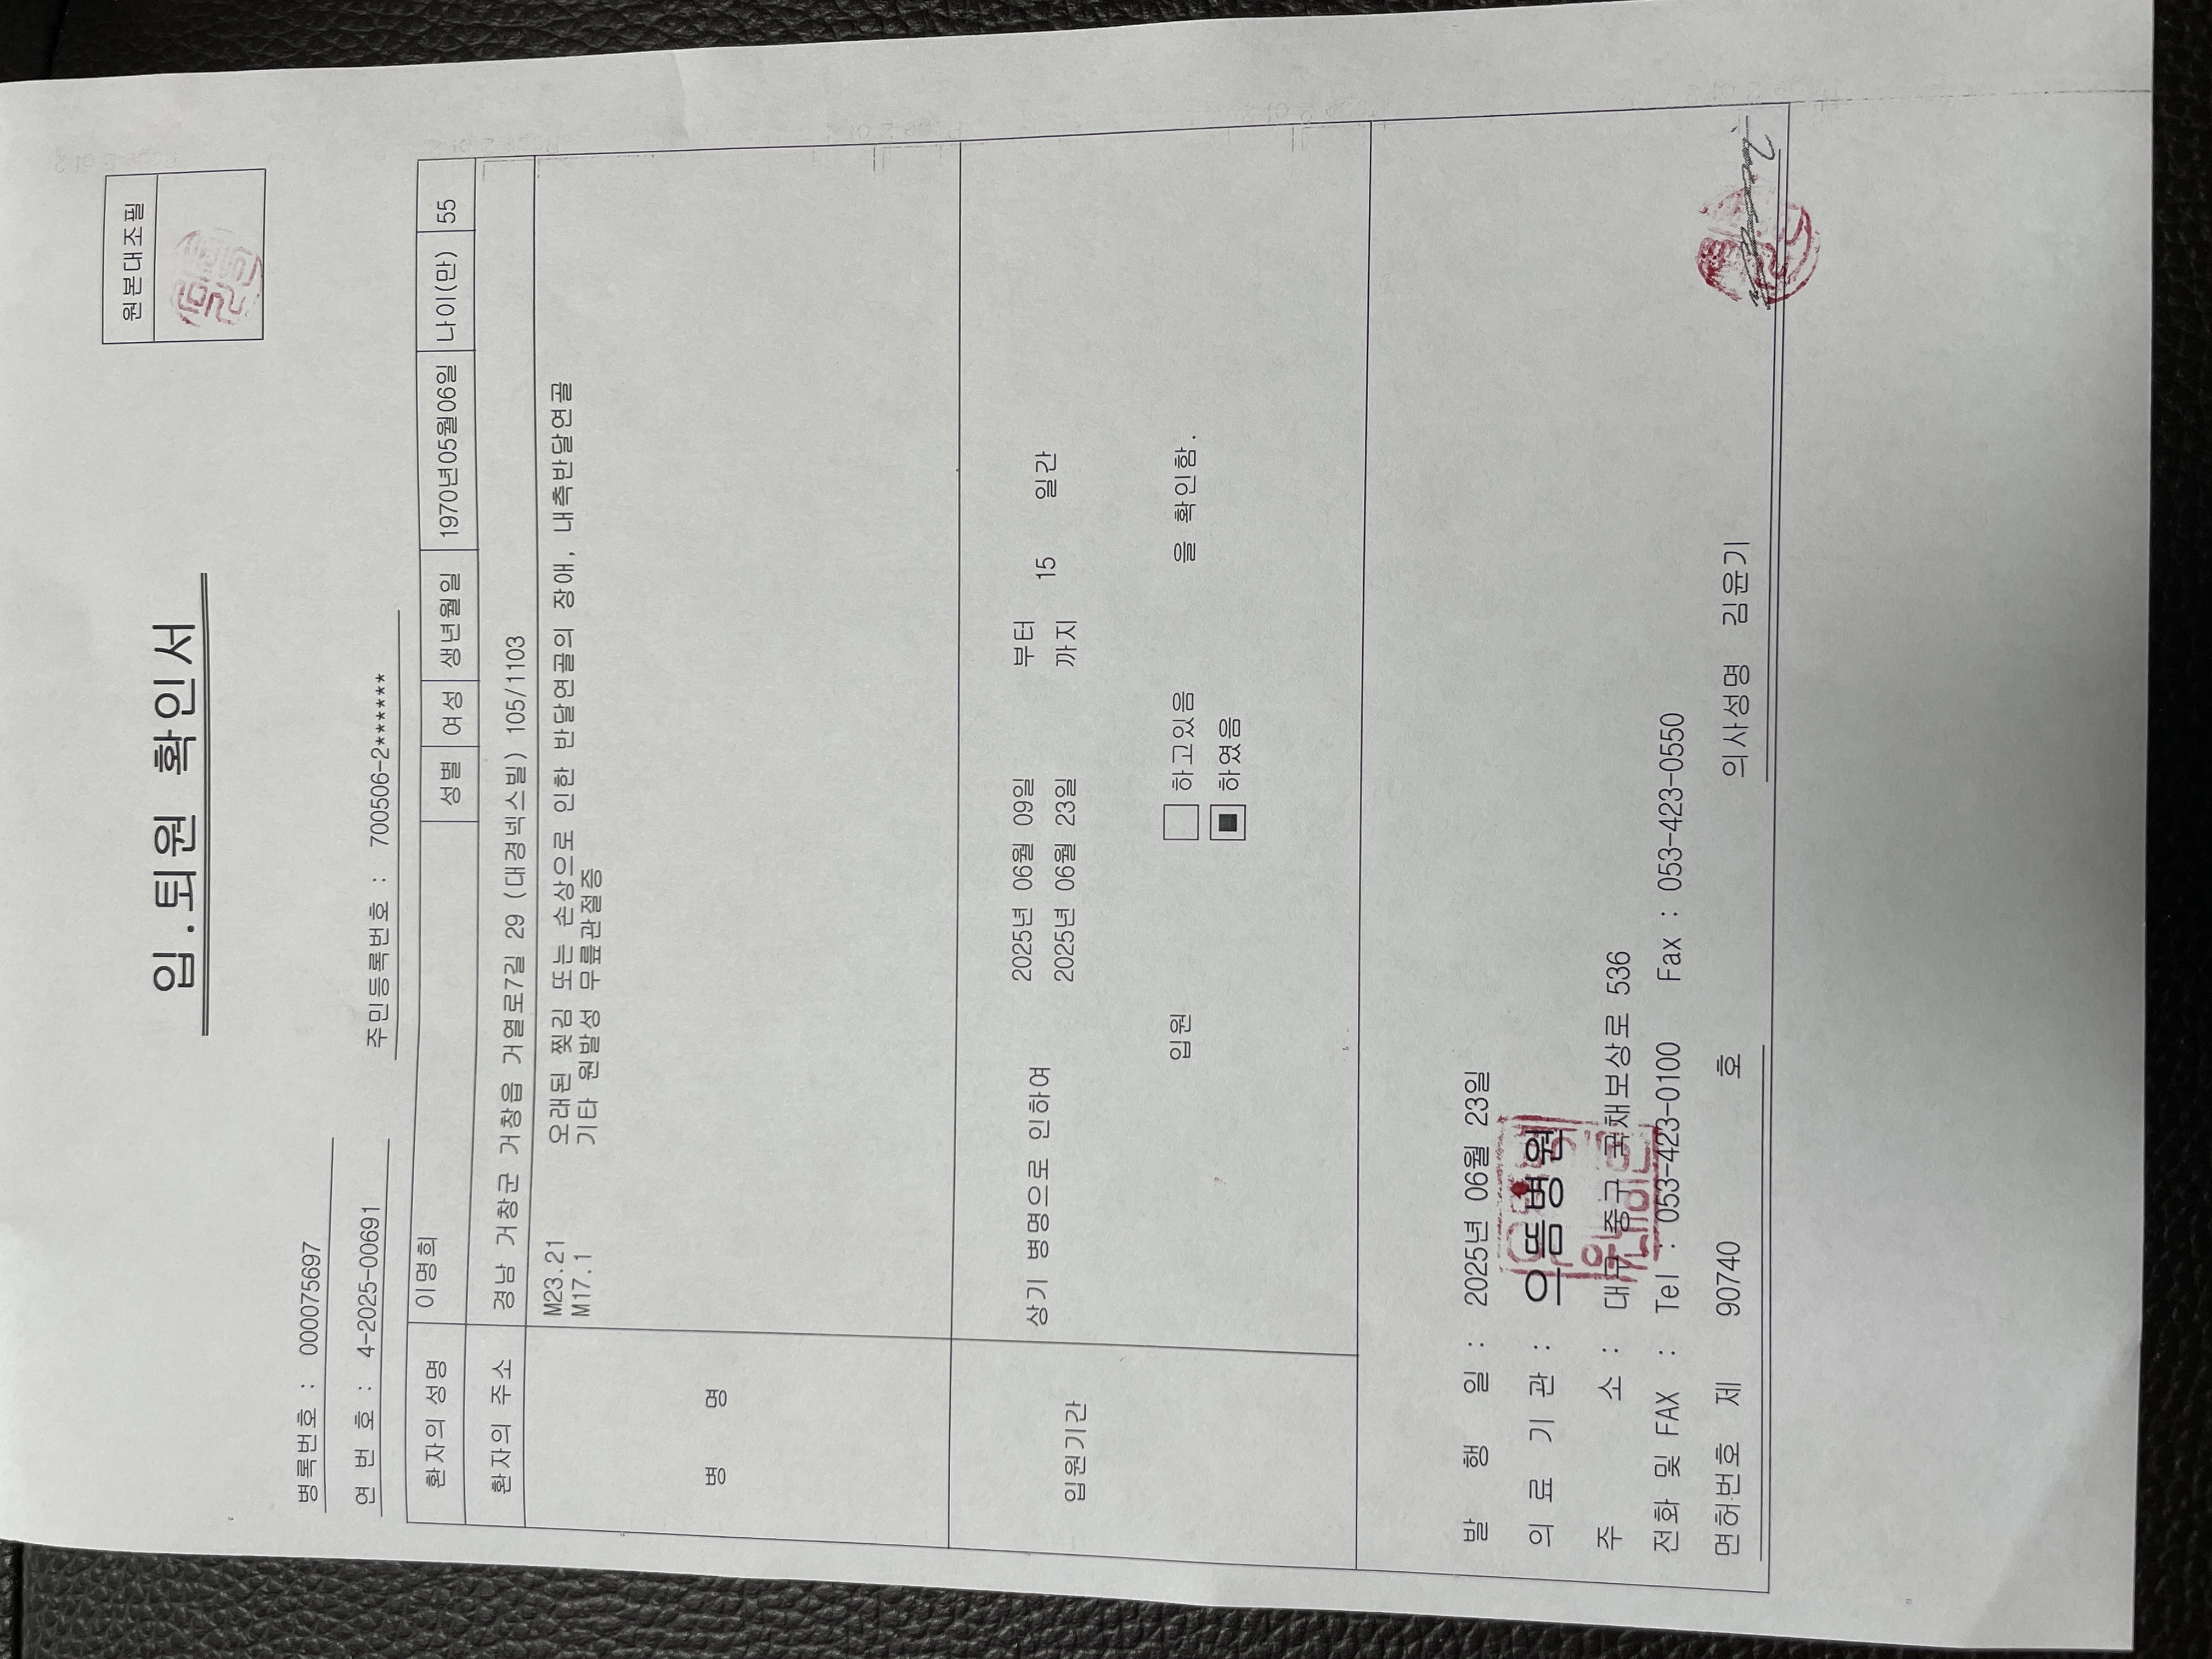 원본대조필
입.퇴원 확인서
병록번호 : 000075697
연 번 호 : 4-2025-00691
주민등록번호 : 700506-2******
환자의 성명 이명희 성별 여성 생년월일 1970년05월06일 나이(만) 55
환자의 주소 경남 거창군 거창읍 거열로7길 29 (대경넥스빌) 105/1103
병 명
M23.21 오래된 찢김 또는 손상으로 인한 반달연골의 장애, 내측반달연골
M17.1 기타 원발성 무릎관절증
입원기간
상기 병명으로 인하여
2025년 06월 09일 부터
2025년 06월 23일 까지
15 일간
입원
하고있음
하였음
을 확인함.
발 행 일 : 2025년 06월 23일
의 료 기 관 : 으뜸병원
주 소 : 대구 중구 국채보상로 536
전화 및 FAX : Tel : 053-423-0100 Fax : 053-423-0550
면허번호 제 90740 호 의사성명 김윤기